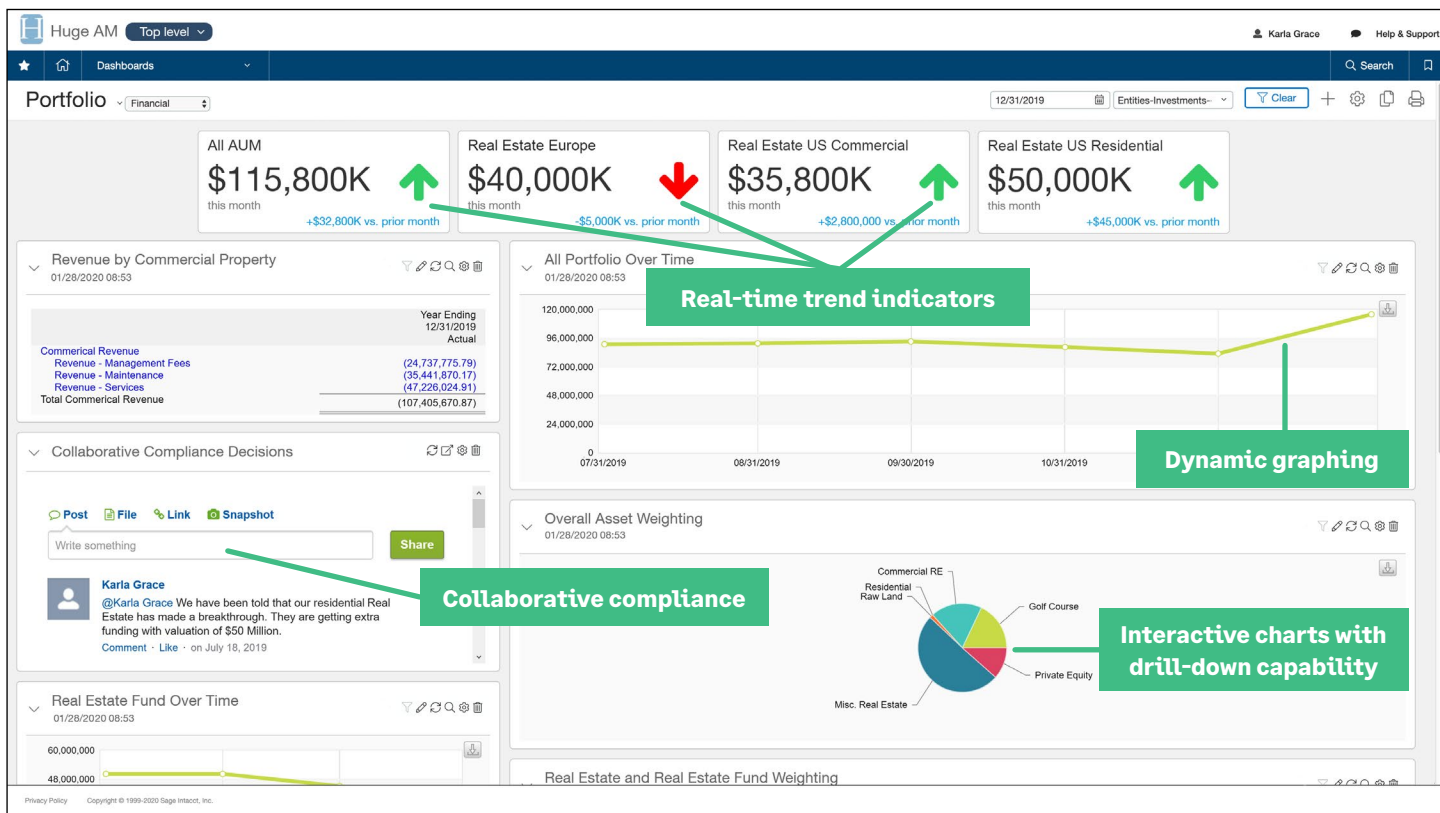 Huge AM
Top level
Karla Grace
Help & Support
Dashboards
Search
Portfolio
Financial
12/31/2019
Entities-Investments-
Clear
All AUM
$115,800K
this month
+$32,800K vs. prior month
Real Estate Europe
$40,000K
this month
-$5,000K vs. prior month
Real Estate US Commercial
$35,800K
this month
+$2,800,000 vs. prior month
Real Estate US Residential
$50,000K
this month
+$45,000K vs. prior month
Real-time trend indicators
Revenue by Commercial Property
01/28/2020 08:53
Year Ending
12/31/2019
Actual
Commerical Revenue
Revenue - Management Fees (24,737,775.79)
Revenue - Maintenance (35,441,870.17)
Revenue - Services (47,226,024.91)
Total Commerical Revenue (107,405,670.87)
All Portfolio Over Time
01/28/2020 08:53
120,000,000
96,000,000
72,000,000
48,000,000
24,000,000
0
07/31/2019
08/31/2019
09/30/2019
10/31/2019
Dynamic graphing
Collaborative Compliance Decisions
Post
File
Link
Snapshot
Write something
Share
Karla Grace
@Karla Grace We have been told that our residential Real
Estate has made a breakthrough. They are getting extra
funding with valuation of $50 Million.
Comment · Like · on July 18, 2019
Collaborative compliance
Overall Asset Weighting
01/28/2020 08:53
Commercial RE
Residential
Raw Land
Golf Course
Private Equity
Misc. Real Estate
Interactive charts with
drill-down capability
Real Estate Fund Over Time
01/28/2020 08:53
60,000,000
48,000,000
Real Estate and Real Estate Fund Weighting
Privacy Policy
Copyright © 1999-2020 Sage Intacct, Inc.